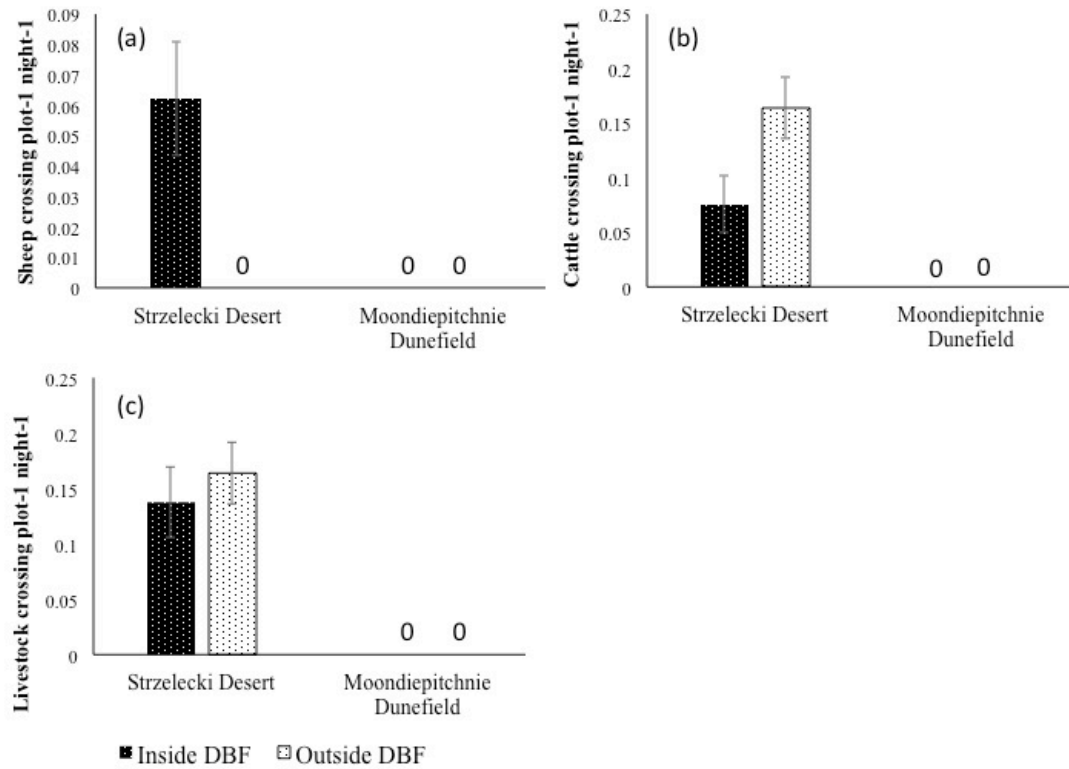 (a)
Sheep crossing plot-1 night-1
0.09
0.08
0.07
0.06
0.05
0.04
0.03
0.02
0.01
0
0
0 0
Strzelecki Desert
Moondiepitchnie
Dunefield
(b)
Cattle crossing plot-1 night-1
0.25
0.2
0.15
0.1
0.05
0
0 0
Strzelecki Desert
Moondiepitchnie
Dunefield
(c)
Livestock crossing plot-1 night-1
0.25
0.2
0.15
0.1
0.05
0
0 0
Strzelecki Desert
Moondiepitchnie
Dunefield
Inside DBF Outside DBF